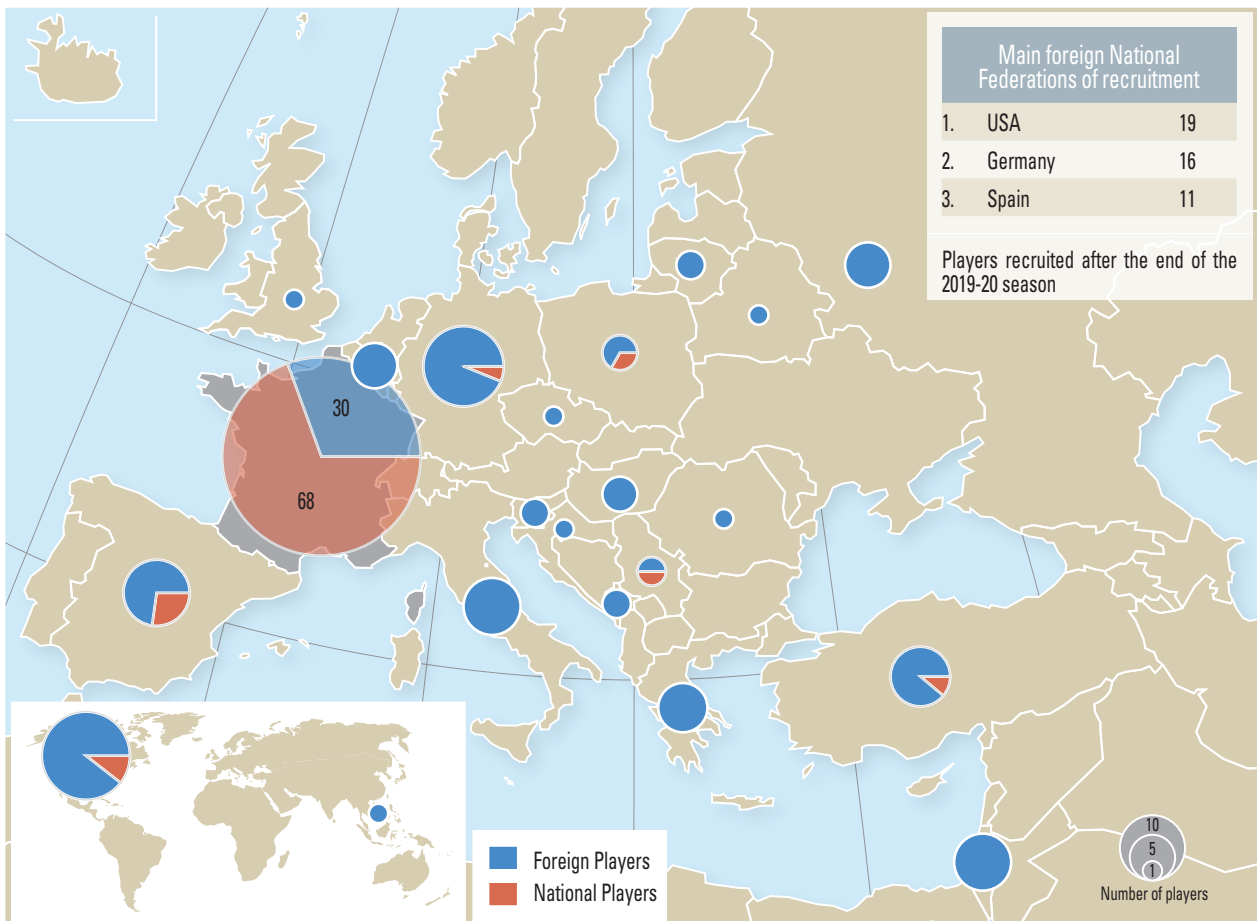 Main foreign National
Federations of recruitment
1. USA 19
2. Germany 16
3. Spain 11
Players recruited after the end of the
2019-20 season
30
68
Foreign Players
National Players
10
5
1
Number of players